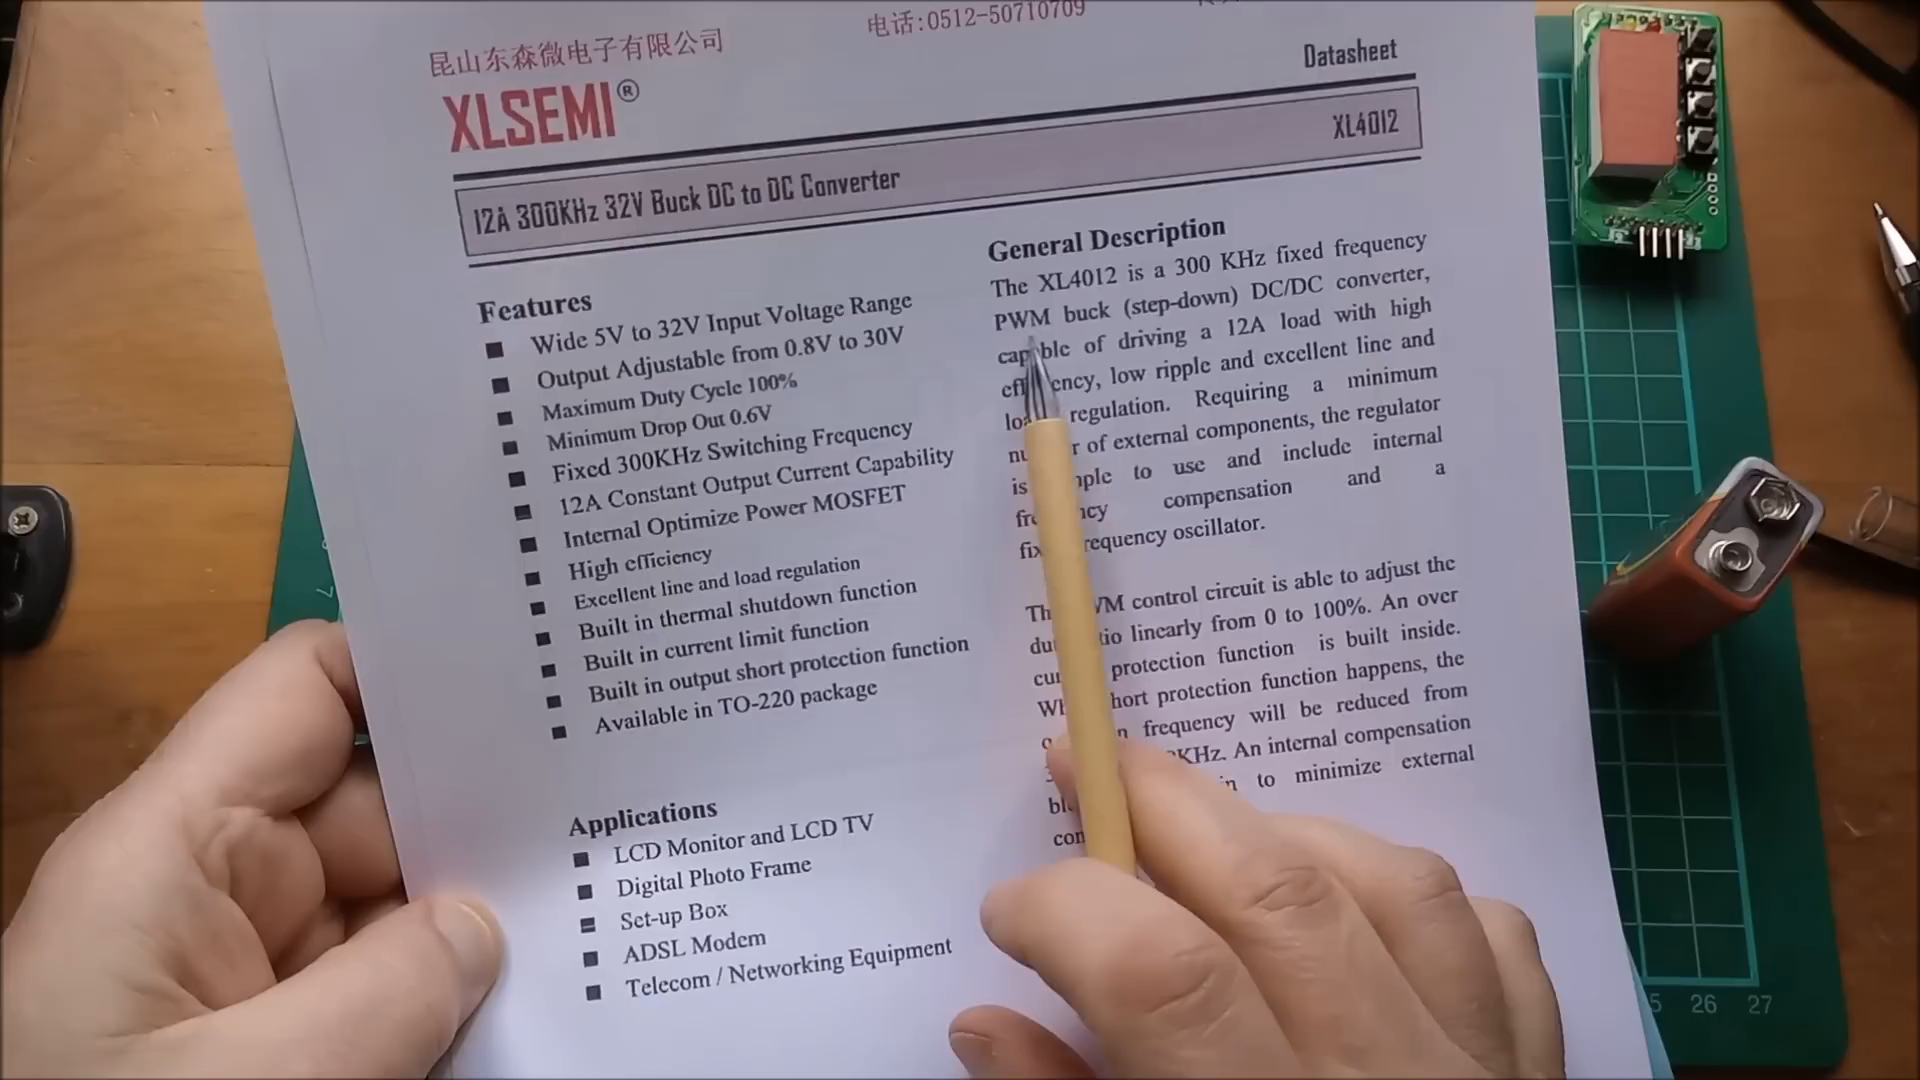 昆山东森微电子有限公司
电话:0512-50710709
XLSEMI®
Datasheet
12A 300KHz 32V Buck DC to DC Converter
XL4012
Features
■ Wide 5V to 32V Input Voltage Range
■ Output Adjustable from 0.8V to 30V
■ Maximum Duty Cycle 100%
■ Minimum Drop Out 0.6V
■ Fixed 300KHz Switching Frequency
■ 12A Constant Output Current Capability
■ Internal Optimize Power MOSFET
■ High efficiency
■ Excellent line and load regulation
■ Built in thermal shutdown function
■ Built in current limit function
■ Built in output short protection function
■ Available in TO-220 package
Applications
■ LCD Monitor and LCD TV
■ Digital Photo Frame
■ Set-up Box
■ ADSL Modem
■ Telecom / Networking Equipment
General Description
The XL4012 is a 300 KHz fixed frequency
PWM buck (step-down) DC/DC converter,
capable of driving a 12A load with high
low ripple and excellent line and
regulation. Requiring a minimum
of external components, the regulator
is to use and include internal
compensation and a
oscillator.
control circuit is able to adjust the
linearly from 0 to 100%. An over
protection function is built inside.
protection function happens, the
frequency will be reduced from
An internal compensation
to minimize external
26 27